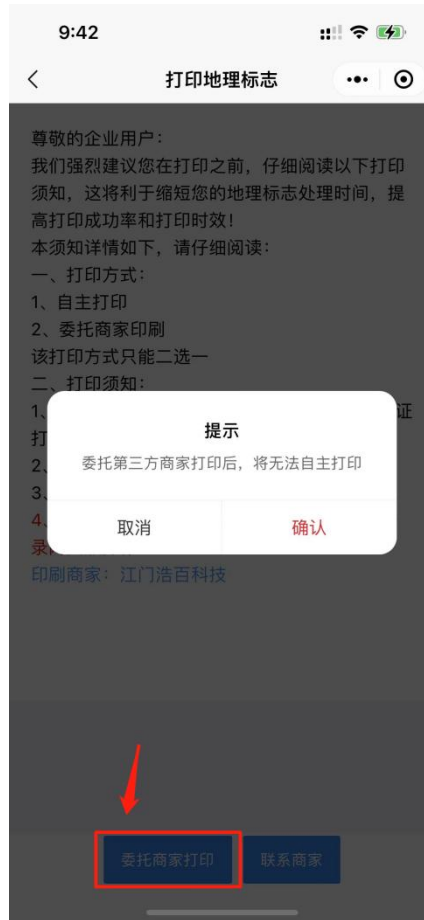 9:42
打印地理标志
尊敬的企业用户：
我们强烈建议您在打印之前，仔细阅读以下打印
须知，这将利于缩短您的地理标志处理时间，提
高打印成功率和打印时效！
本须知详情如下，请仔细阅读：
一、打印方式：
1、自主打印
2、委托商家印刷
该打印方式只能二选一
二、打印须知：
1、
证
打
提示
2、
委托第三方商家打印后，将无法自主打印
3、
4、
取消
确认
印刷商家：江门浩百科技
委托商家打印
联系商家